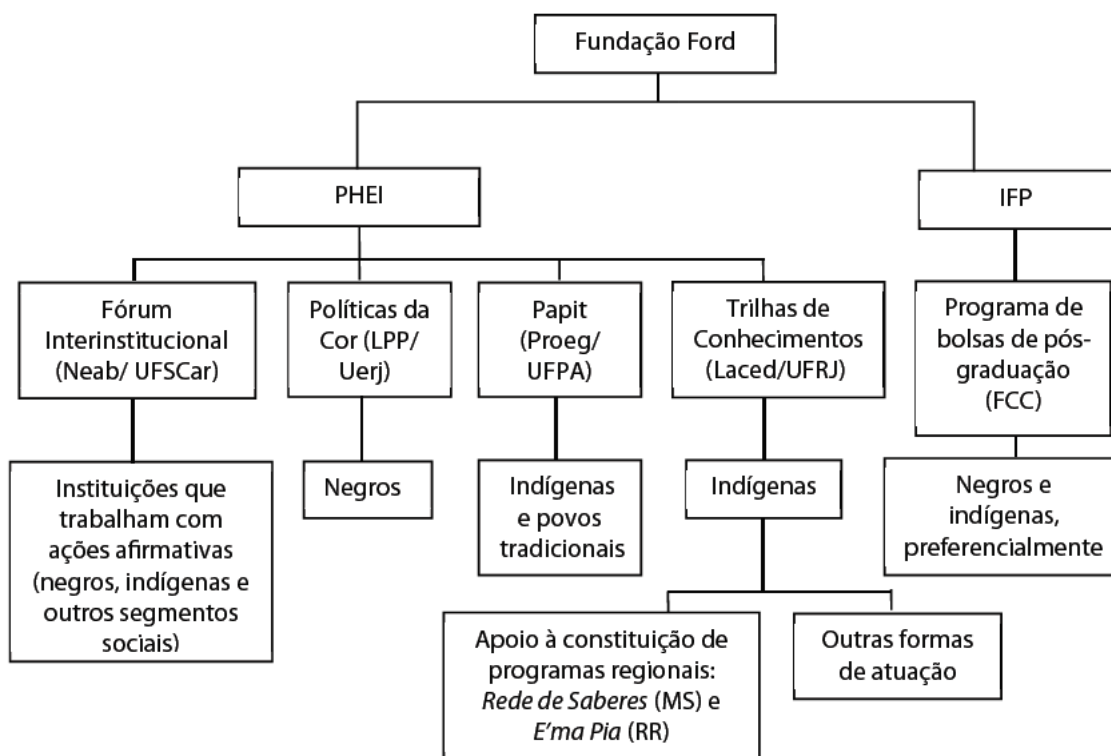 Fundação Ford
PHEI
IFP
Fórum
Interinstitucional
(Neab/ UFSCar)
Políticas da
Cor (LPP/
Uerj)
Papit
(Proeg/
UFPA)
Trilhas de
Conhecimentos
(Laced/UFRJ)
Programa de
bolsas de pós-
graduação
(FCC)
Instituições que
trabalham com
ações afirmativas
(negros, indígenas e
outros segmentos
sociais)
Negros
Indígenas
e povos
tradicionais
Indígenas
Negros e
indígenas,
preferencialmente
Apoio à constituição de
programas regionais:
Rede de Saberes (MS) e
E'ma Pia (RR)
Outras formas
de atuação